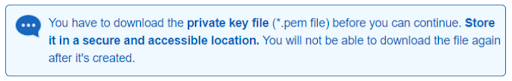 You have to download the private key file (*.pem file) before you can continue. Store
it in a secure and accessible location. You will not be able to download the file again
after it's created.